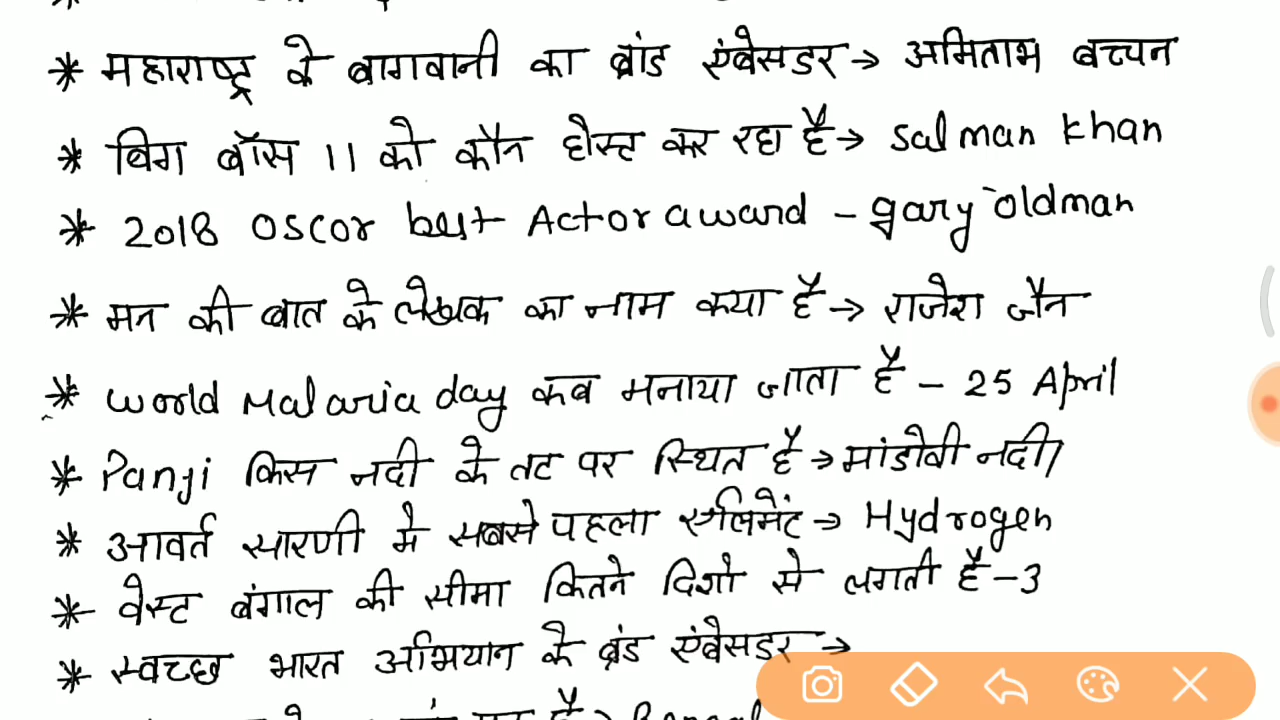 * महाराष्ट्र के बागवानी का ब्रांड एंबेसडर → अमिताभ बच्चन
* बिग बॉस 11 को कौन होस्ट कर रहा है → Salman khan
* 2018 OSCOR best Actor award - gary oldman
* मन की बात के लेखक का नाम क्या है → राजेश जैन
* World Malaria day कब मनाया जाता है - 25 April
* Panji किस नदी के तट पर स्थित है → मांडोवी नदी/
* आवर्त सारणी मे सबसे पहला एलिमेंट → Hydrogen
* वेस्ट बंगाल की सीमा कितने दिशो से लगती है - 3
* स्वच्छ भारत अभियान के ब्रंड एंबेसडर →